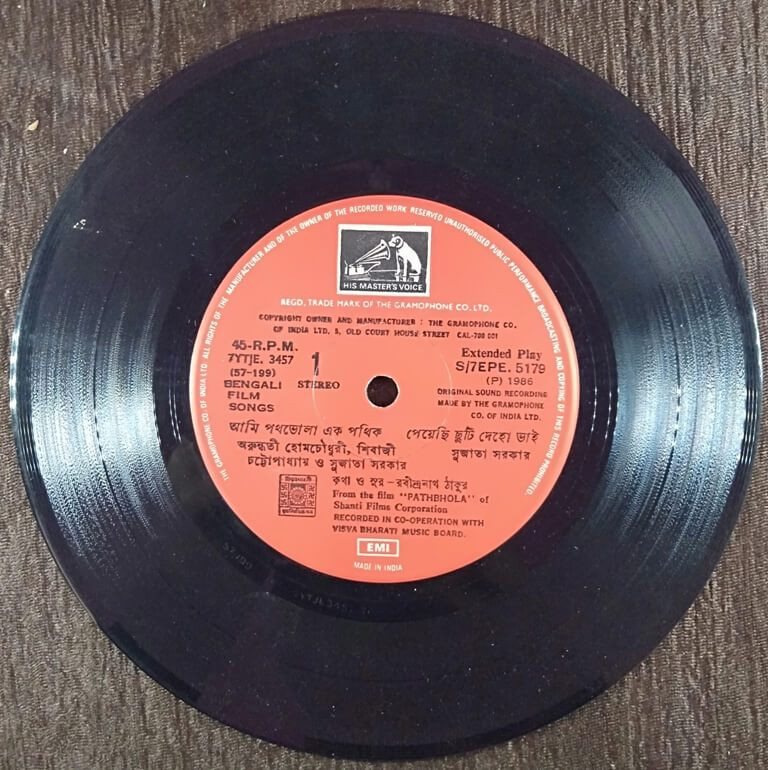 THE GRAMOPHONE CO. OF INDIA LTD. ALL RIGHTS OF THE MANUFACTURER AND OF THE OWNER OF THE RECORDED WORK RESERVED UNAUTHORISED PUBLIC PERFORMANCE BROADCASTING AND COPYING OF THIS RECORD PROHIBITED.
HIS MASTER'S VOICE
REGD. TRADE MARK OF THE GRAMOPHONE CO. LTD.
COPYRIGHT OWNER AND MANUFACTURER : THE GRAMOPHONE CO.
OF INDIA LTD. 5, OLD COURT HOUSE STREET CAL-700 001
45-R.P.M.
7YTJE. 3457
(57-199)
BENGALI
FILM
SONGS
1
STEREO
Extended Play
S/7EPE. 5179
(P) 1986
ORIGINAL SOUND RECORDING
MADE BY THE GRAMOPHONE
CO. OF INDIA LTD.
আমি পথভোলা এক পথিক
অরুন্ধতী হোমচৌধুরী, শিবাজী
চট্টোপাধ্যায় ও সুজাতা সরকার
পেয়েছি ছুটি দেহো ভাই
সুজাতা সরকার
কথা ও সুর - রবীন্দ্রনাথ ঠাকুর
From the film "PATHBHOLA" of
Shanti Films Corporation
RECORDED IN CO-OPERATION WITH
VISVA BHARATI MUSIC BOARD.
EMI
MADE IN INDIA